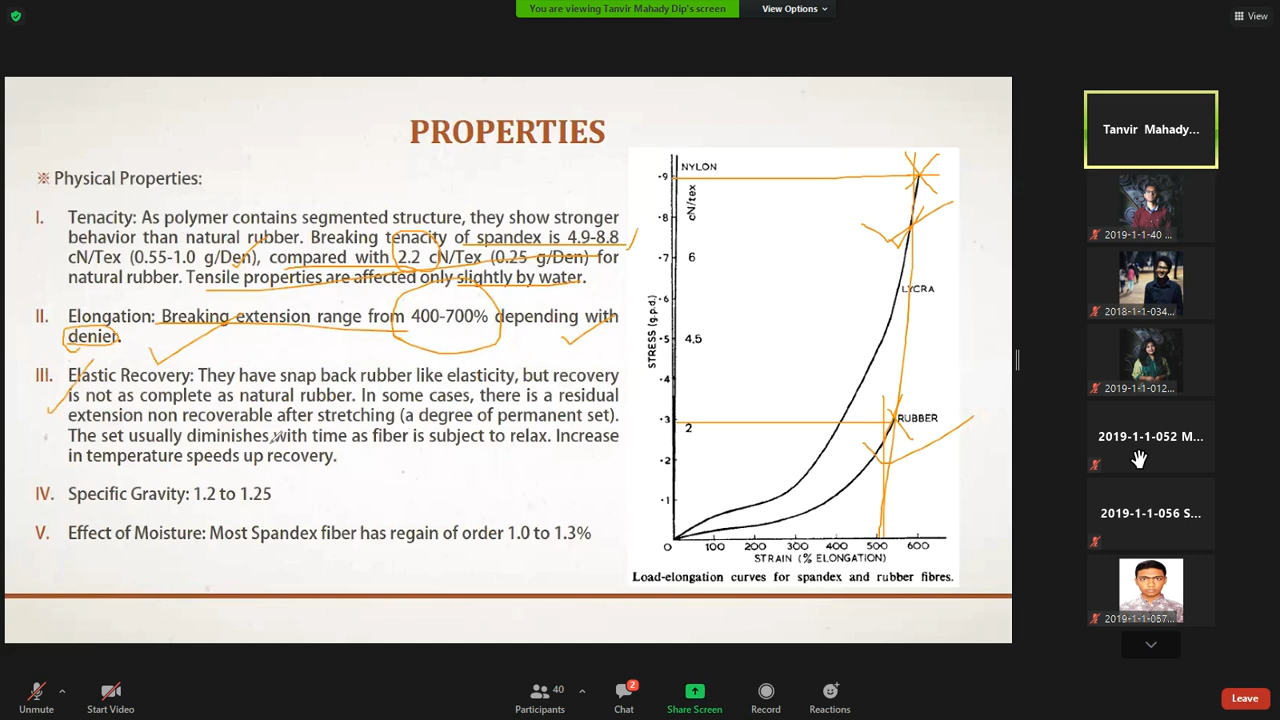 You are viewing Tanvir Mahady Dip's screen
View Options
View
PROPERTIES
※ Physical Properties:
I. Tenacity: As polymer contains segmented structure, they show stronger
behavior than natural rubber. Breaking tenacity of spandex is 4.9-8.8
cN/Tex (0.55-1.0 g/Den), compared with 2.2 cN/Tex (0.25 g/Den) for
natural rubber. Tensile properties are affected only slightly by water.
II. Elongation: Breaking extension range from 400-700% depending with
denier.
III. Elastic Recovery: They have snap back rubber like elasticity, but recovery
is not as complete as natural rubber. In some cases, there is a residual
extension non recoverable after stretching (a degree of permanent set).
The set usually diminishes with time as fiber is subject to relax. Increase
in temperature speeds up recovery.
IV. Specific Gravity: 1.2 to 1.25
V. Effect of Moisture: Most Spandex fiber has regain of order 1.0 to 1.3%
NYLON
cN/tex
STRESS (g.p.d.)
·9
·8
·7
·6
·5
·4
·3
·2
·1
0
6
4.5
2
LYCRA
RUBBER
100 200 300 400 500 600
STRAIN (% ELONGATION)
Load-elongation curves for spandex and rubber fibres.
Tanvir Mahady...
2019-1-1-40 ...
2018-1-1-034...
2019-1-1-012...
2019-1-1-052 M...
2019-1-1-056 S...
2019-1-1-057...
Unmute
Start Video
40
Participants
2
Chat
Share Screen
Record
Reactions
Leave